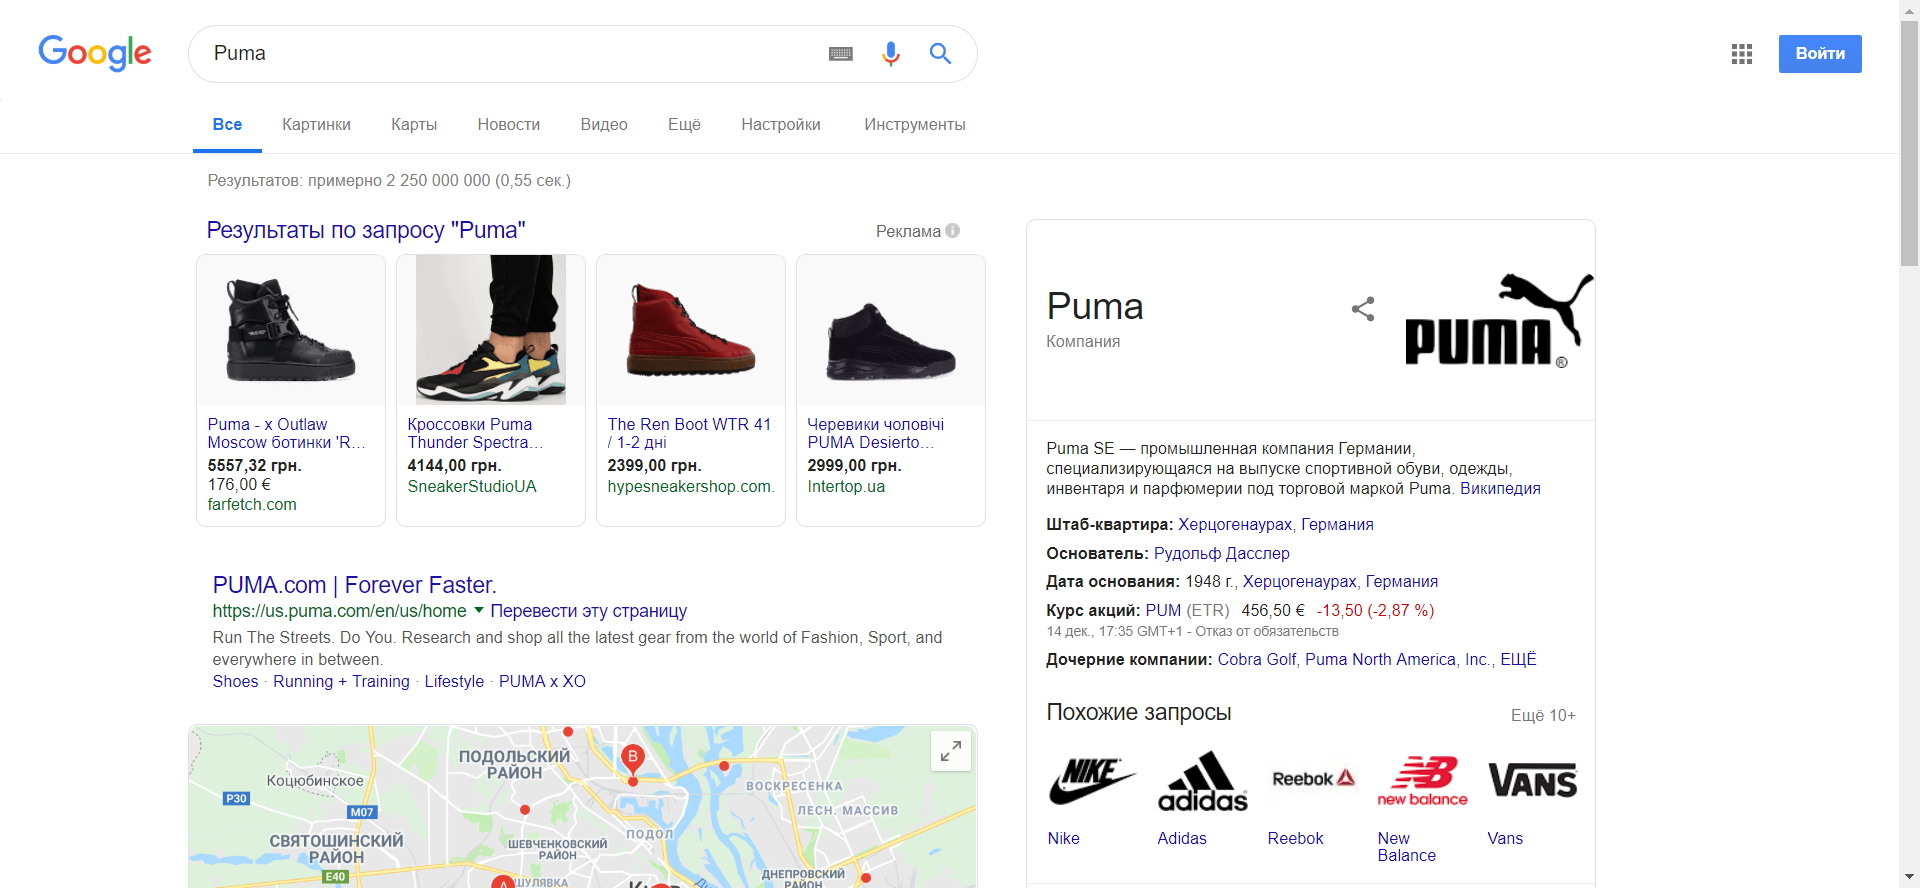 Google
Puma
Войти
Все
Картинки
Карты
Новости
Видео
Ещё
Настройки
Инструменты
Результатов: примерно 2 250 000 000 (0,55 сек.)
Результаты по запросу "Puma"
Реклама
Puma - x Outlaw
Moscow ботинки 'R...
5557,32 грн.
176,00 €
farfetch.com
Кроссовки Puma
Thunder Spectra...
4144,00 грн.
SneakerStudioUA
The Ren Boot WTR 41
/ 1-2 дні
2399,00 грн.
hypesneakershop.com.
Черевики чоловічі
PUMA Desierto...
2999,00 грн.
Intertop.ua
PUMA.com | Forever Faster.
https://us.puma.com/en/us/home ▼ Перевести эту страницу
Run The Streets. Do You. Research and shop all the latest gear from the world of Fashion, Sport, and
everywhere in between.
Shoes · Running + Training · Lifestyle · PUMA x XO
ПОДОЛЬСКИЙ
РАЙОН
B
Коцюбинское
P30
M07
ВОСКРЕСЕНКА
ЛЕСН. МАССИВ
ПОДОЛ
СВЯТОШИНСКИЙ
РАЙОН
ШЕВЧЕНКОВСКИЙ
РАЙОН
E40
A
ШУЛЯВКА
ДНЕПРОВСКИЙ
РАЙОН
Puma
Компания
PUMA®
Puma SE — промышленная компания Германии,
специализирующаяся на выпуске спортивной обуви, одежды,
инвентаря и парфюмерии под торговой маркой Puma. Википедия
Штаб-квартира: Херцогенаурах, Германия
Основатель: Рудольф Дасслер
Дата основания: 1948 г., Херцогенаурах, Германия
Курс акций: PUM (ETR) 456,50 € -13,50 (-2,87 %)
14 дек., 17:35 GMT+1 - Отказ от обязательств
Дочерние компании: Cobra Golf, Puma North America, Inc., ЕЩЁ
Похожие запросы
Ещё 10+
NIKE
adidas
Reebok
NB
new balance
VANS
Nike
Adidas
Reebok
New
Balance
Vans